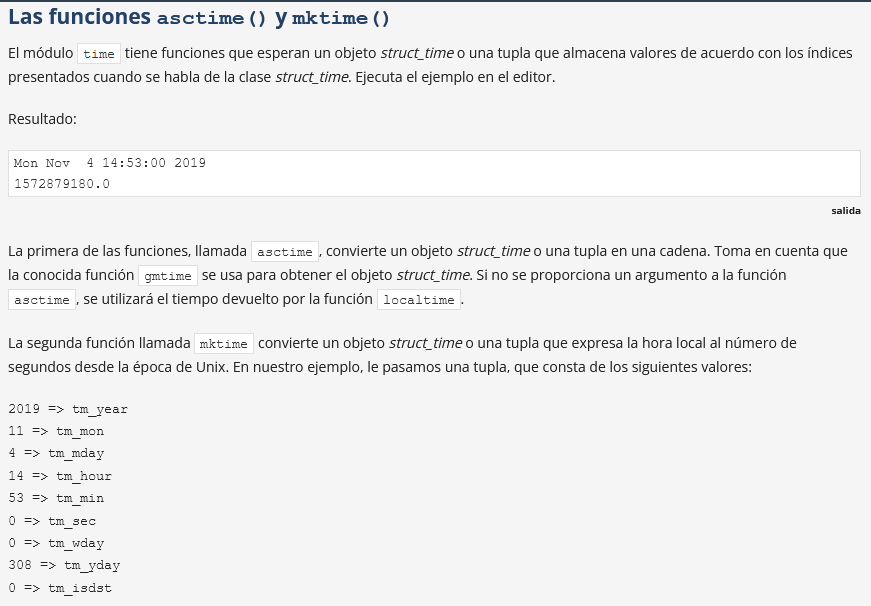 Las funciones asctime() y mktime()
El módulo time tiene funciones que esperan un objeto struct_time o una tupla que almacena valores de acuerdo con los índices
presentados cuando se habla de la clase struct_time. Ejecuta el ejemplo en el editor.
Resultado:
Mon Nov  4 14:53:00 2019
1572879180.0
salida
La primera de las funciones, llamada asctime, convierte un objeto struct_time o una tupla en una cadena. Toma en cuenta que
la conocida función gmtime se usa para obtener el objeto struct_time. Si no se proporciona un argumento a la función
asctime, se utilizará el tiempo devuelto por la función localtime.
La segunda función llamada mktime convierte un objeto struct_time o una tupla que expresa la hora local al número de
segundos desde la época de Unix. En nuestro ejemplo, le pasamos una tupla, que consta de los siguientes valores:
2019 => tm_year
11 => tm_mon
4 => tm_mday
14 => tm_hour
53 => tm_min
0 => tm_sec
0 => tm_wday
308 => tm_yday
0 => tm_isdst